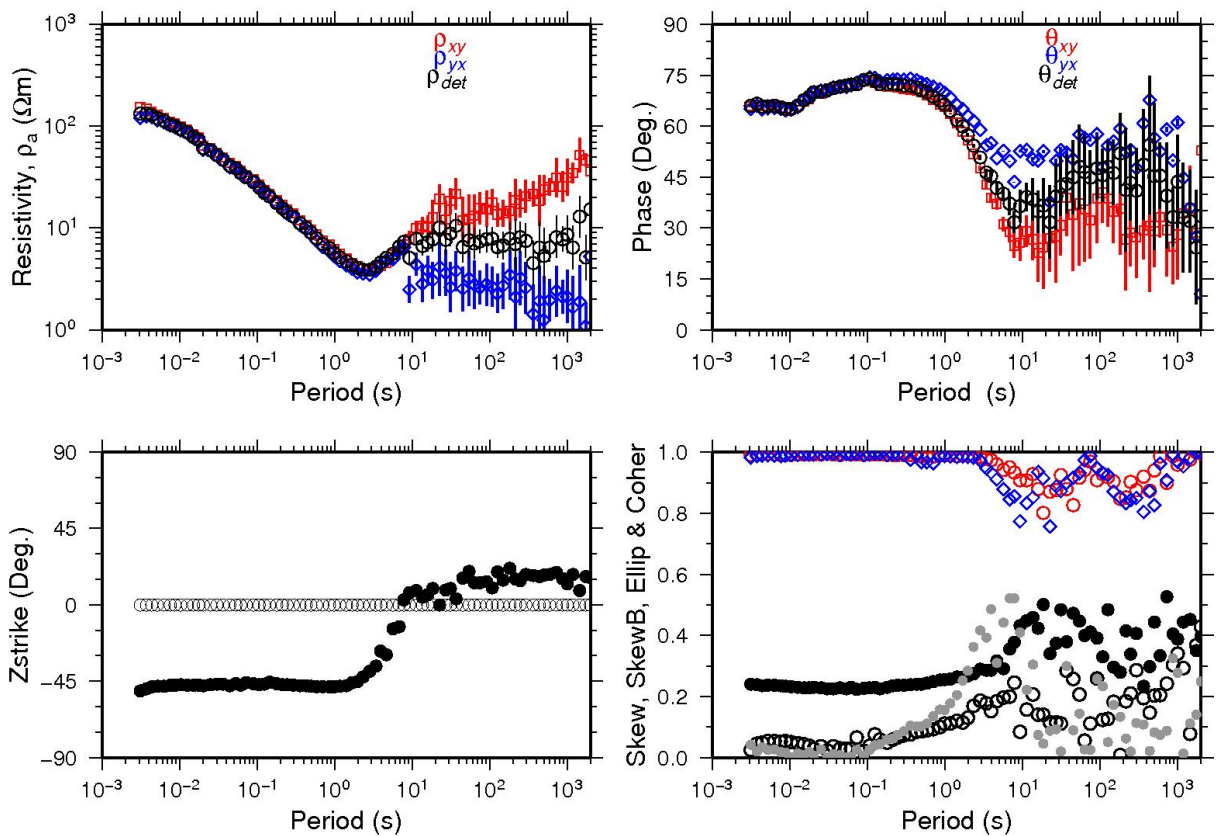 10³
10²
10¹
10⁰
Resistivity, ρa (Ωm)
ρxy
ρyx
ρdet
10⁻³ 10⁻² 10⁻¹ 10⁰ 10¹ 10² 10³
Period (s)
90
75
60
45
30
15
0
Phase (Deg.)
θxy
θyx
θdet
10⁻³ 10⁻² 10⁻¹ 10⁰ 10¹ 10² 10³
Period (s)
90
45
0
−45
−90
Zstrike (Deg.)
10⁻³ 10⁻² 10⁻¹ 10⁰ 10¹ 10² 10³
Period (s)
1.0
0.8
0.6
0.4
0.2
0.0
Skew, SkewB, Ellip & Coher
10⁻³ 10⁻² 10⁻¹ 10⁰ 10¹ 10² 10³
Period (s)